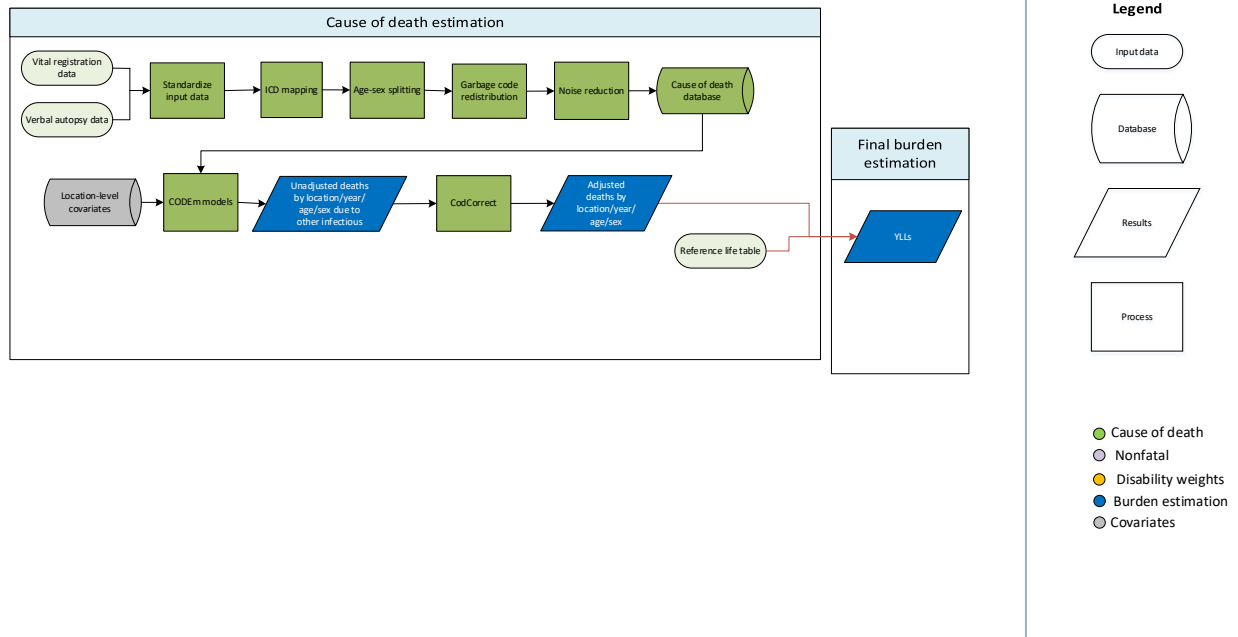 Cause of death estimation
Vital registration
data
Verbal autopsy data
Standardize
input data
ICD mapping
Age-sex splitting
Garbage code
redistribution
Noise reduction
Cause of death
database
Location-level
covariates
CODEm models
Unadjusted deaths
by location/year/
age/sex due to
other infectious
CodCorrect
Adjusted
deaths by
location/year/
age/sex
Reference life table
Final burden
estimation
YLLs
Legend
Input data
Database
Results
Process
Cause of death
Nonfatal
Disability weights
Burden estimation
Covariates